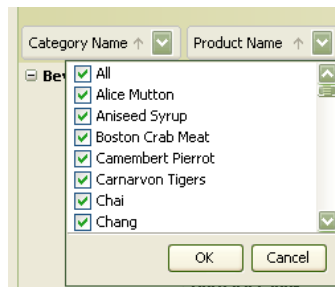 Category Name Product Name
Be
All
Alice Mutton
Aniseed Syrup
Boston Crab Meat
Camembert Pierrot
Carnarvon Tigers
Chai
Chang
OK Cancel